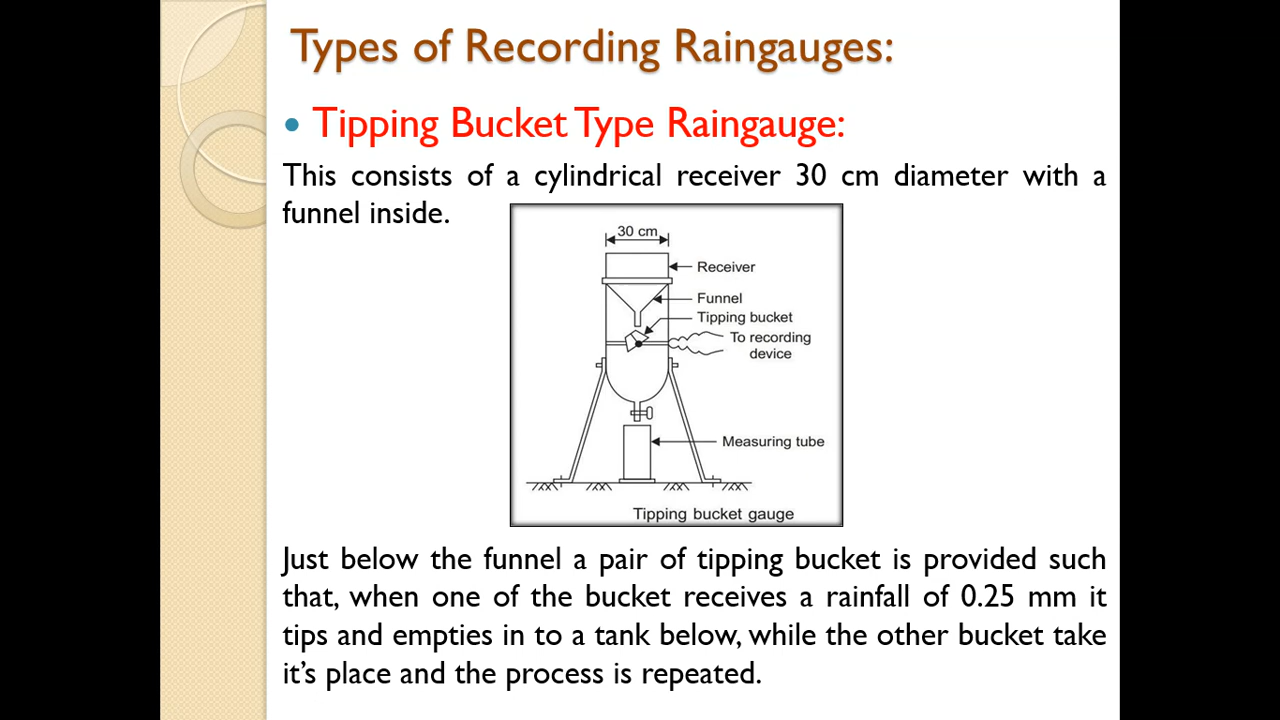 Types of Recording Raingauges:
• Tipping Bucket Type Raingauge:
This consists of a cylindrical receiver 30 cm diameter with a
funnel inside.
30 cm
Receiver
Funnel
Tipping bucket
To recording
device
Measuring tube
Tipping bucket gauge
Just below the funnel a pair of tipping bucket is provided such
that, when one of the bucket receives a rainfall of 0.25 mm it
tips and empties in to a tank below, while the other bucket take
it's place and the process is repeated.